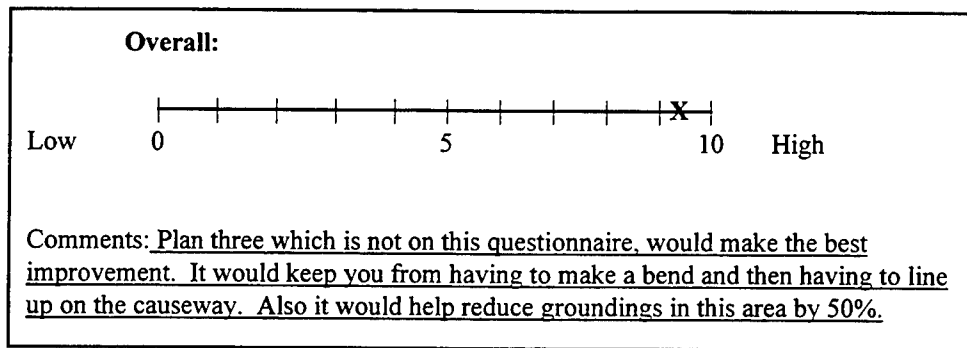 Overall:
X
Low 0 5 10 High
Comments: Plan three which is not on this questionnaire, would make the best
improvement. It would keep you from having to make a bend and then having to line
up on the causeway. Also it would help reduce groundings in this area by 50%.